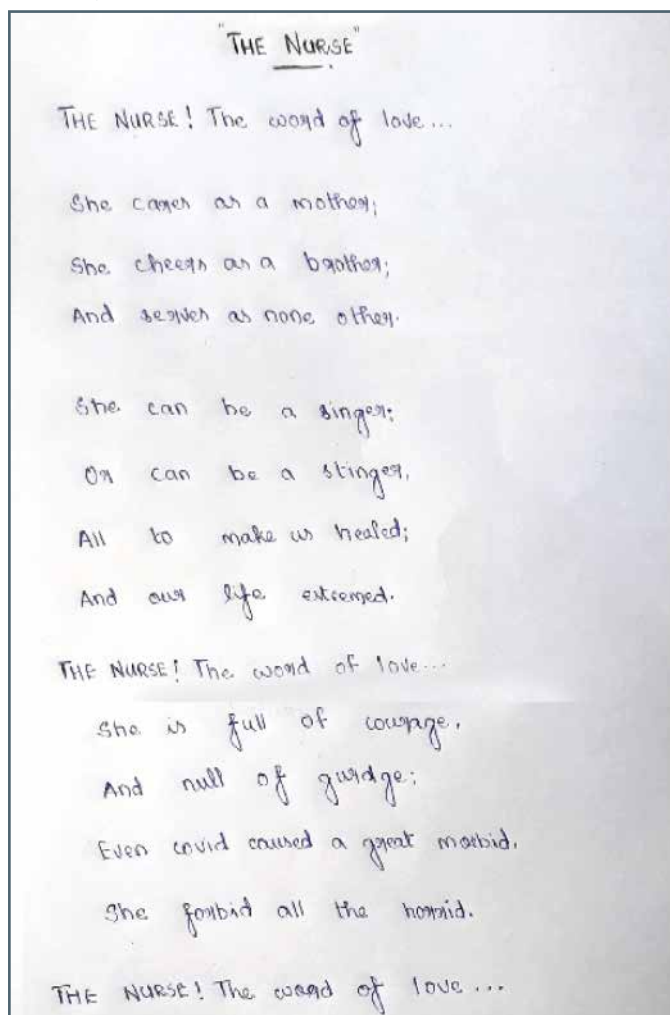 "THE NURSE"
THE NURSE! The word of love...
She cares as a mother;
She cheers as a brother;
And serves as none other.
She can be a singer;
Or can be a stinger,
All to make us healed;
And our life esteemed.
THE NURSE! The word of love...
She is full of courage,
And null of gurdge;
Even covid caused a great morbid,
She forbid all the horrid.
THE NURSE! The word of love...